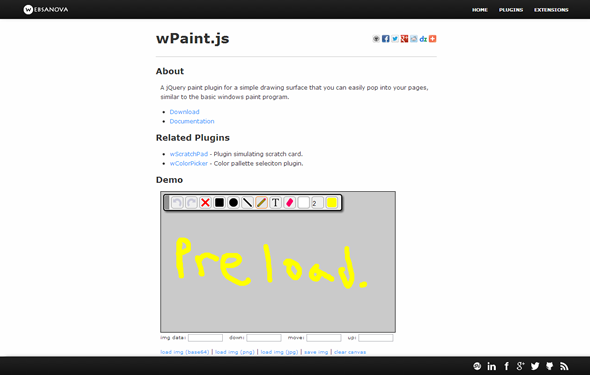 WEBSANOVA
HOME PLUGINS EXTENSIONS
wPaint.js
About
A jQuery paint plugin for a simple drawing surface that you can easily pop into your pages,
similar to the basic windows paint program.
Download
Documentation
Related Plugins
wScratchPad - Plugin simulating scratch card.
wColorPicker - Color pallette seleciton plugin.
Demo
T 2
Preload.
img data: down: move: up:
load img (base64) | load img (png) | load img (jpg) | save img | clear canvas